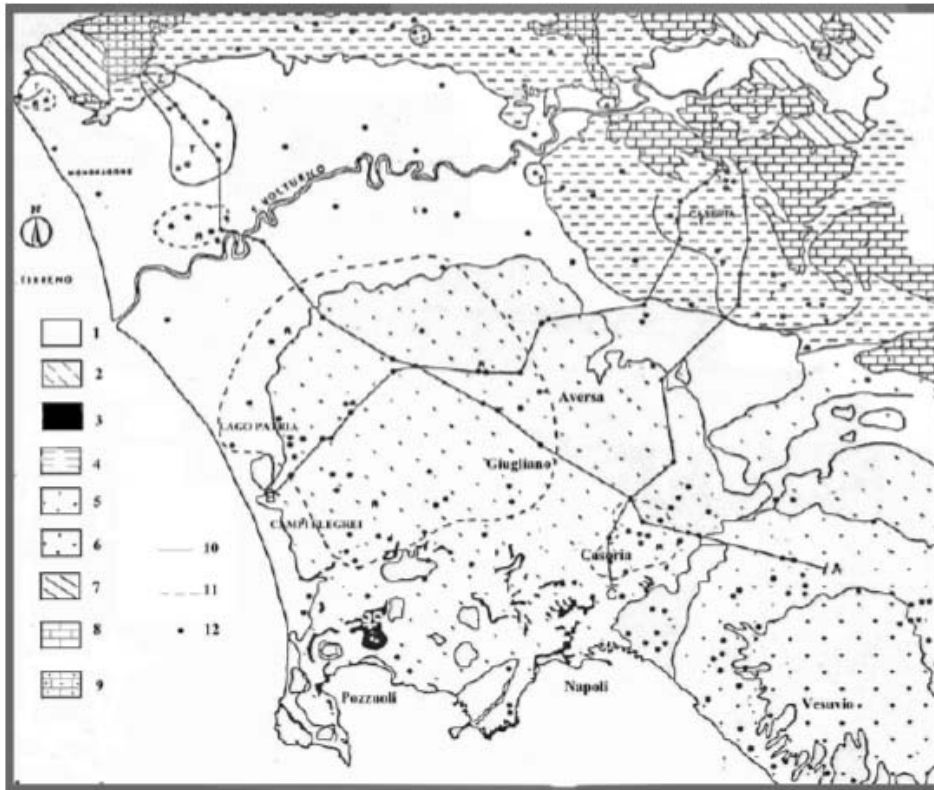 VOLTURNO
CASERTA
N
TIRRENO
1
2
3
4
5
6
7
8
9
10
11
12
Aversa
LAGO PATRIA
Giugliano
CAMPI FLEGREI
Casoria
A
Pozzuoli
Napoli
Vesuvio